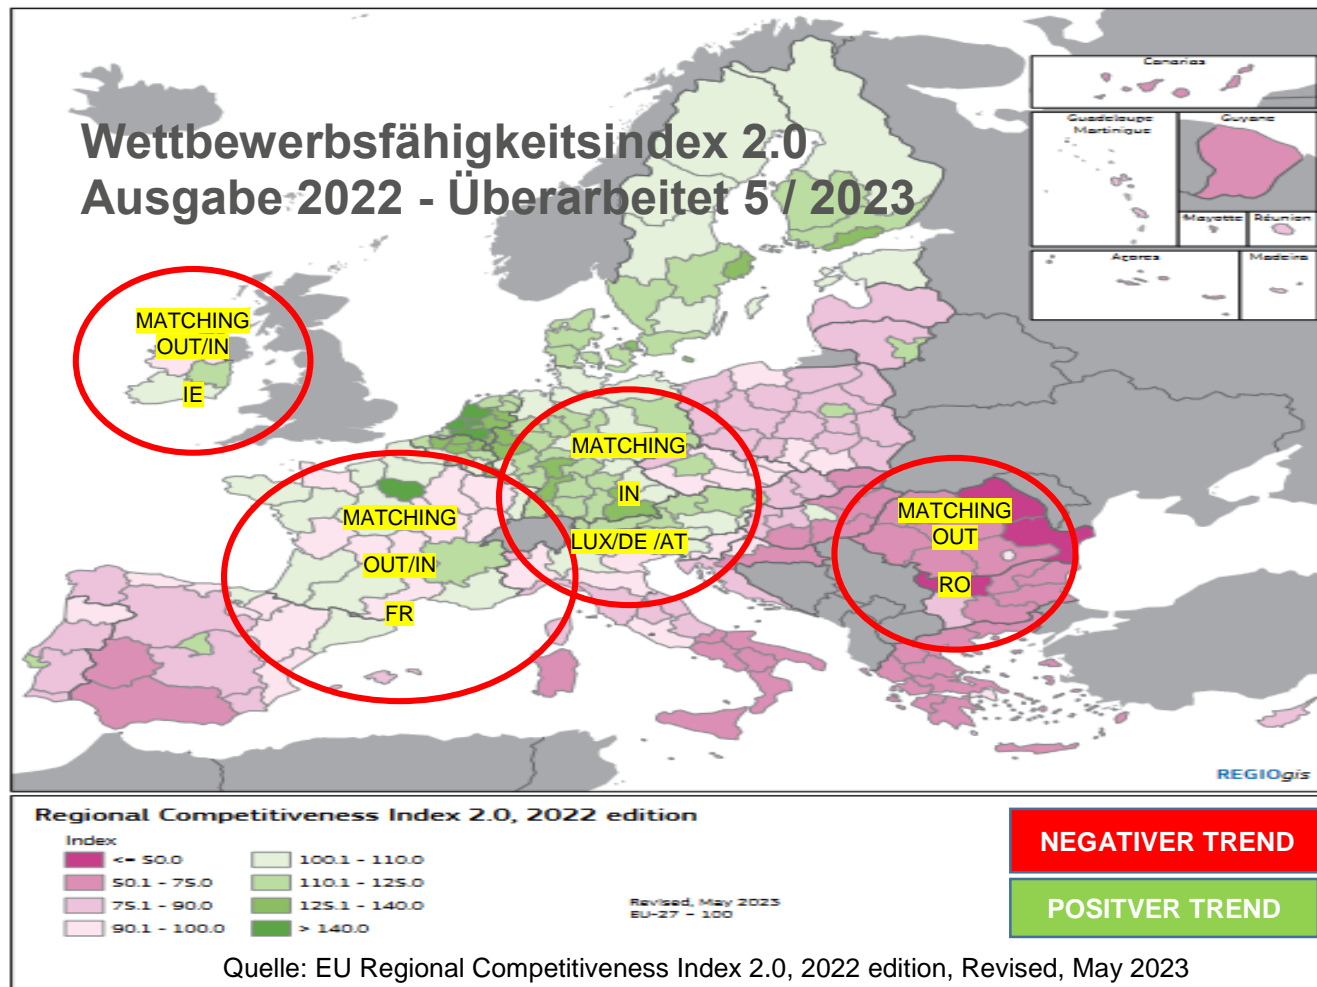 Canarias
Guadeloupe
Martinique
Guyane
Mayotte
Réunion
Açores
Madeira
Wettbewerbsfähigkeitsindex 2.0
Ausgabe 2022 - Überarbeitet 5 / 2023
MATCHING
OUT/IN
IE
MATCHING
IN
LUX/DE /AT
MATCHING
OUT/IN
FR
MATCHING
OUT
RO
REGIOgis
Regional Competitiveness Index 2.0, 2022 edition
Index
<= 50.0
50.1 - 75.0
75.1 - 90.0
90.1 - 100.0
100.1 - 110.0
110.1 - 125.0
125.1 - 140.0
> 140.0
Revised, May 2023
EU-27 = 100
NEGATIVER TREND
POSITVER TREND
Quelle: EU Regional Competitiveness Index 2.0, 2022 edition, Revised, May 2023